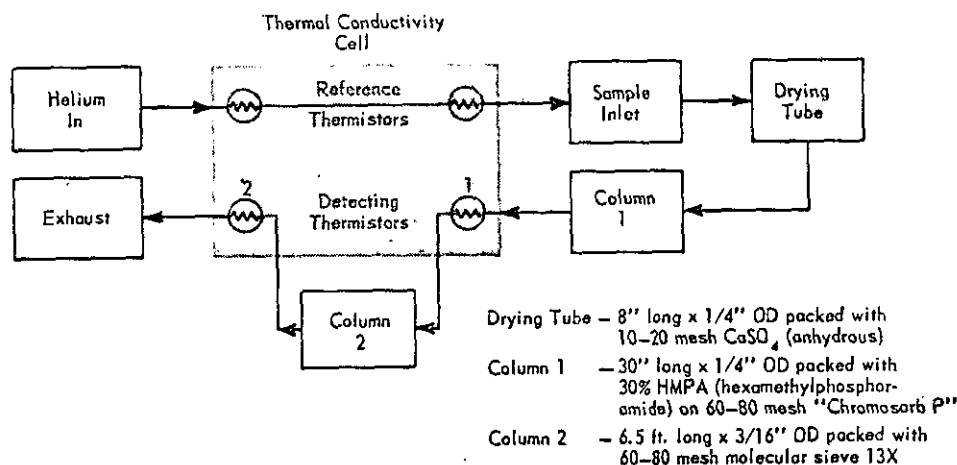 Thermal Conductivity
Cell
Helium
In
Reference
Thermistors
Sample
Inlet
Drying
Tube
Exhaust
2
Detecting
Thermistors
1
Column
1
Column
2
Drying Tube – 8" long x 1/4" OD packed with
10–20 mesh CaSO4 (anhydrous)
Column 1 – 30" long x 1/4" OD packed with
30% HMPA (hexamethylphosphor-
amide) on 60–80 mesh "Chromosorb P"
Column 2 – 6.5 ft. long x 3/16" OD packed with
60–80 mesh molecular sieve 13X